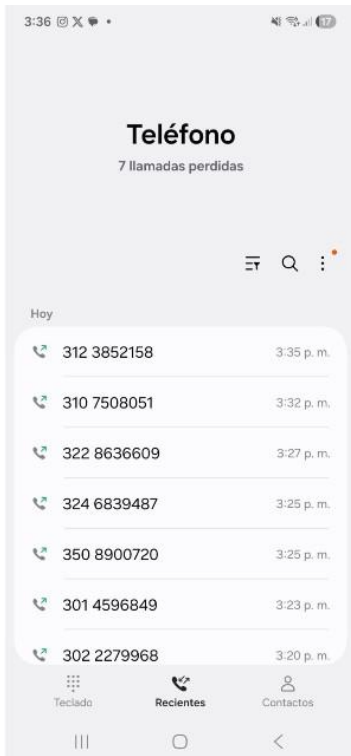 3:36
17
Teléfono
7 llamadas perdidas
Hoy
312 3852158 3:35 p. m.
310 7508051 3:32 p. m.
322 8636609 3:27 p. m.
324 6839487 3:25 p. m.
350 8900720 3:25 p. m.
301 4596849 3:23 p. m.
302 2279968 3:20 p. m.
Teclado Recientes Contactos